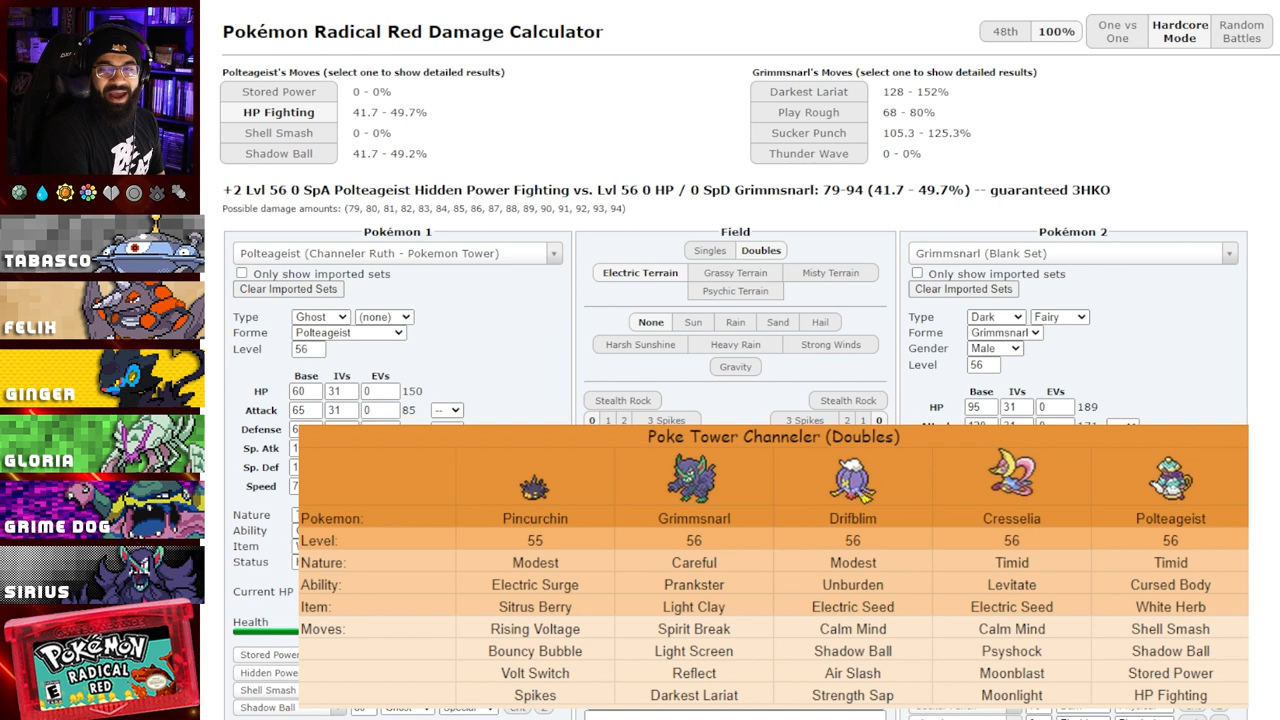 Pokémon Radical Red Damage Calculator
48th 100%
One vs One
Hardcore Mode
Random Battles
Polteageist's Moves (select one to show detailed results)
Stored Power 0 - 0%
HP Fighting 41.7 - 49.7%
Shell Smash 0 - 0%
Shadow Ball 41.7 - 49.2%
Grimmsnarl's Moves (select one to show detailed results)
Darkest Lariat 128 - 152%
Play Rough 68 - 80%
Sucker Punch 105.3 - 125.3%
Thunder Wave 0 - 0%
+2 Lvl 56 0 SpA Polteageist Hidden Power Fighting vs. Lvl 56 0 HP / 0 SpD Grimmsnarl: 79-94 (41.7 - 49.7%) -- guaranteed 3HKO
Possible damage amounts: (79, 80, 81, 82, 83, 84, 85, 86, 87, 88, 89, 90, 91, 92, 93, 94)
Pokémon 1
Polteageist (Channeler Ruth - Pokemon Tower)
Only show imported sets
Clear Imported Sets
Type Ghost (none)
Forme Polteageist
Level 56
Base IVs EVs
HP 60 31 0 150
Attack 65 31 0 85 --
Defense 6
Sp. Atk 1
Sp. Def 1
Speed 7
Nature
Ability
Item
Status
Current HP
Health
Stored Power
Hidden Power
Shell Smash
Shadow Ball
Field
Singles Doubles
Electric Terrain Grassy Terrain Misty Terrain
Psychic Terrain
None Sun Rain Sand Hail
Harsh Sunshine Heavy Rain Strong Winds
Gravity
Stealth Rock Stealth Rock
0 1 2 3 Spikes 3 Spikes 2 1 0
Pokémon 2
Grimmsnarl (Blank Set)
Only show imported sets
Clear Imported Sets
Type Dark Fairy
Forme Grimmsnarl
Gender Male
Level 56
Base IVs EVs
HP 95 31 0 189
Poke Tower Channeler (Doubles)
Pokemon: Pincurchin Grimmsnarl Drifblim Cresselia Polteageist
Level: 55 56 56 56 56
Nature: Modest Careful Modest Timid Timid
Ability: Electric Surge Prankster Unburden Levitate Cursed Body
Item: Sitrus Berry Light Clay Electric Seed Electric Seed White Herb
Moves: Rising Voltage Spirit Break Calm Mind Calm Mind Shell Smash
Bouncy Bubble Light Screen Shadow Ball Psyshock Shadow Ball
Volt Switch Reflect Air Slash Moonblast Stored Power
Spikes Darkest Lariat Strength Sap Moonlight HP Fighting
TABASCO
FELIX
GINGER
GLORIA
GRIME DOG
SIRIUS
POKéMON
RADICAL
RED